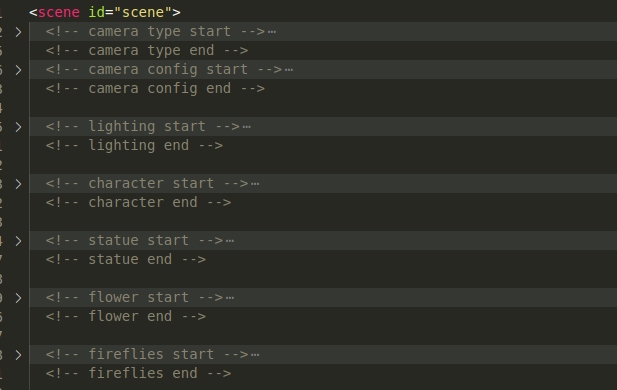 <scene id="scene">
<!-- camera type start -->…
<!-- camera type end -->
<!-- camera config start -->…
<!-- camera config end -->
<!-- lighting start -->…
<!-- lighting end -->
<!-- character start -->…
<!-- character end -->
<!-- statue start -->…
<!-- statue end -->
<!-- flower start -->…
<!-- flower end -->
<!-- fireflies start -->…
<!-- fireflies end -->